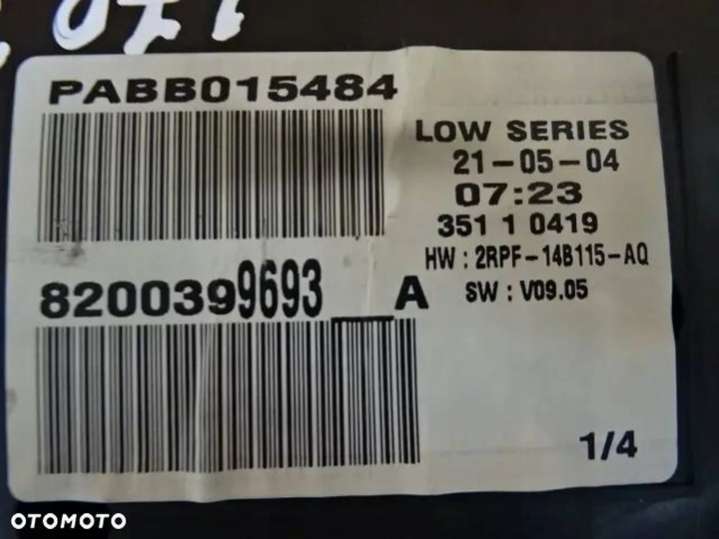 PABB015484
LOW SERIES
21-05-04
07:23
351 1 0419
HW : 2RPF-14B115-AQ
SW : V09.05
8200399693___A
1/4
OTOMOTO